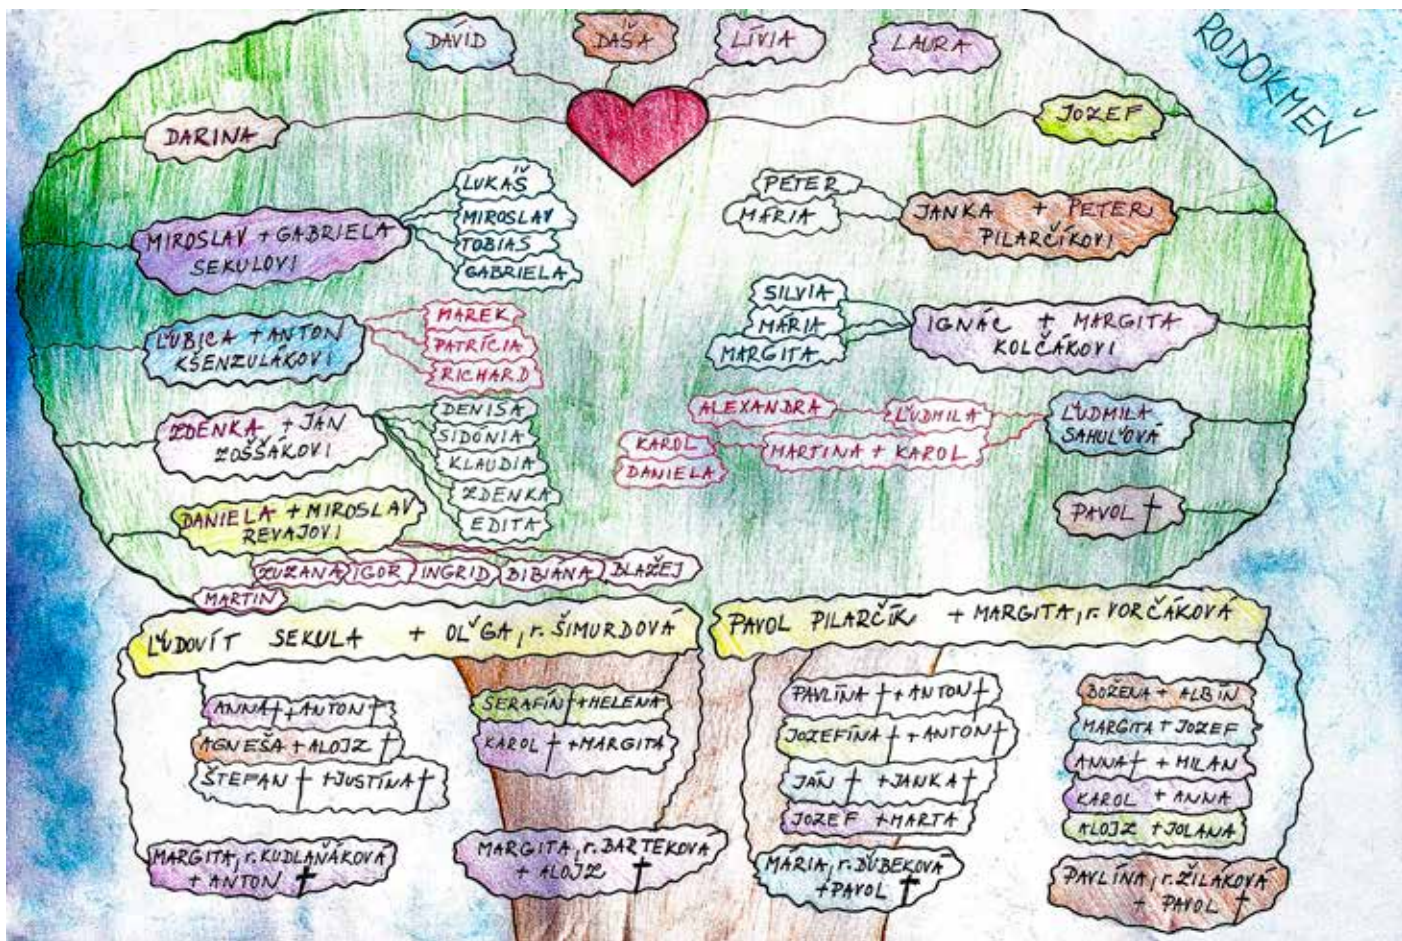 RODOKMEŇ
DÁVID
DAŠA
LÍVIA
LAURA
DARINA
JOZEF
MIROSLAV + GABRIELA
SEKULOVI
LUKÁŠ
MIROSLAV
TOBIAS
GABRIELA
PETER
MÁRIA
JANKA + PETER
PILARČÍKOVI
ĽUBICA + ANTON
KŠENZULÁKOVI
MAREK
PATRÍCIA
RICHARD
SILVIA
MÁRIA
MARGITA
IGNÁC + MARGITA
KOLČÁKOVI
ZDENKA + JÁN
ZOŠŠÁKOVI
DENISA
SIDÓNIA
KLAUDIA
ZDENKA
EDITA
ALEXANDRA
ĽUDMILA
KAROL
MARTINA + KAROL
DANIELA
ĽUDMILA
SAHUĽOVÁ
DANIELA + MIROSLAV
REVAJOVI
PAVOL †
ZUZANA IGOR INGRID BIBIANA BLAŽEJ
MARTIN
ĽUDOVÍT SEKULA + OĽGA, r. ŠIMURDOVÁ
PAVOL PILARČÍK + MARGITA, r. VORČÁKOVÁ
ANNA † + ANTON †
AGNEŠA + ALOJZ †
ŠTEFAN † + JUSTÍNA †
SERAFÍN † + HELENA
KAROL † + MARGITA
PAVLÍNA † + ANTON †
JOZEFÍNA † + ANTON †
JÁN † + JANKA †
JOZEF + MARTA
BOŽENA + ALBÍN
MARGITA + JOZEF
ANNA † + MILAN
KAROL + ANNA
ALOJZ + JOLANA
MARGITA, r. KUDLAŇÁKOVÁ
+ ANTON †
MARGITA, r. BARTEKOVÁ
+ ALOJZ †
MÁRIA, r. ĎUBEKOVÁ
+ PAVOL †
PAVLÍNA, r. ŽILÁKOVÁ
+ PAVOL †